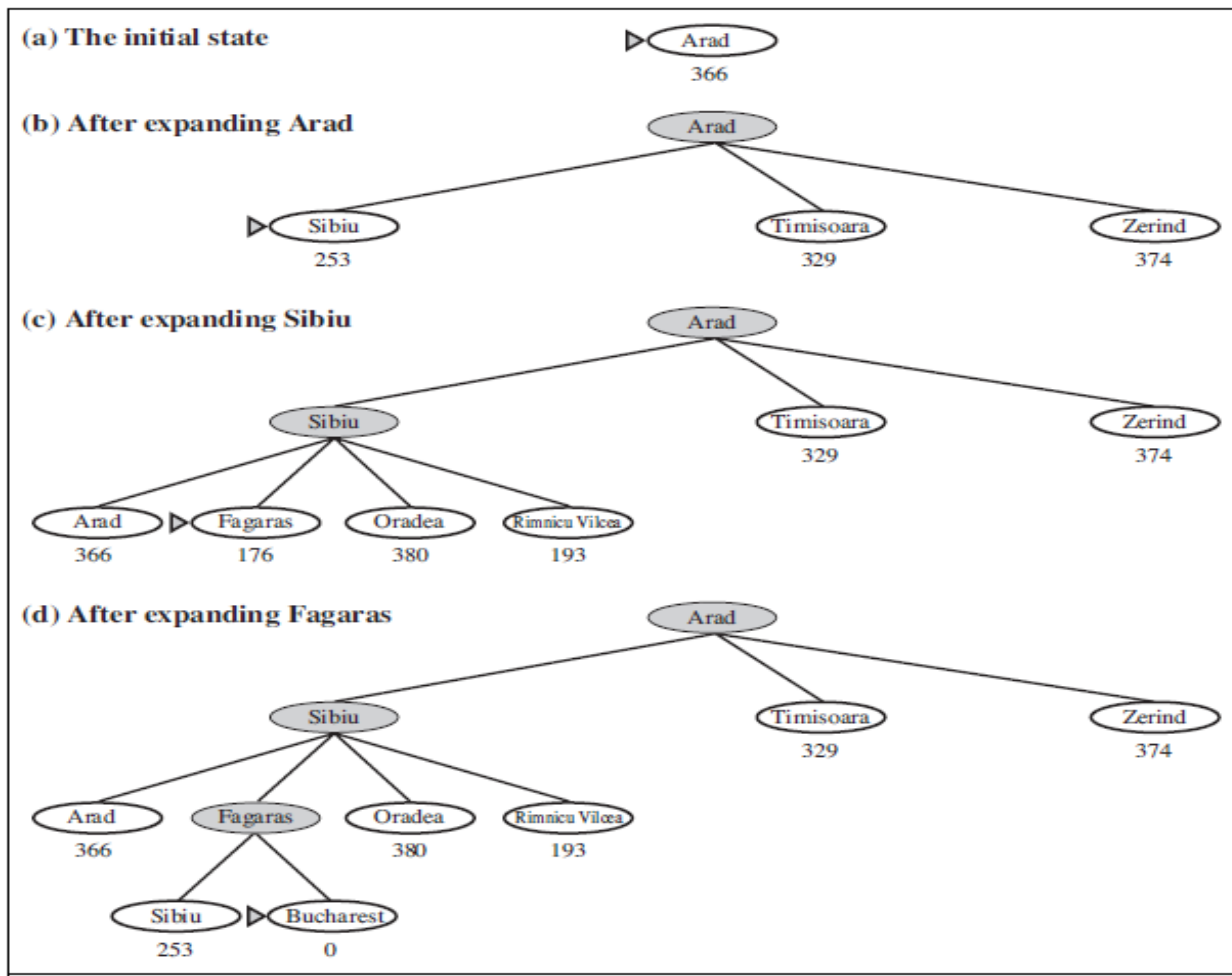 (a) The initial state
Arad
366
(b) After expanding Arad
Arad
Sibiu
Timisoara
Zerind
253
329
374
(c) After expanding Sibiu
Arad
Sibiu
Timisoara
Zerind
329
374
Arad
Fagaras
Oradea
Rimnicu Vilcea
366
176
380
193
(d) After expanding Fagaras
Arad
Sibiu
Timisoara
Zerind
329
374
Arad
Fagaras
Oradea
Rimnicu Vilcea
366
380
193
Sibiu
Bucharest
253
0